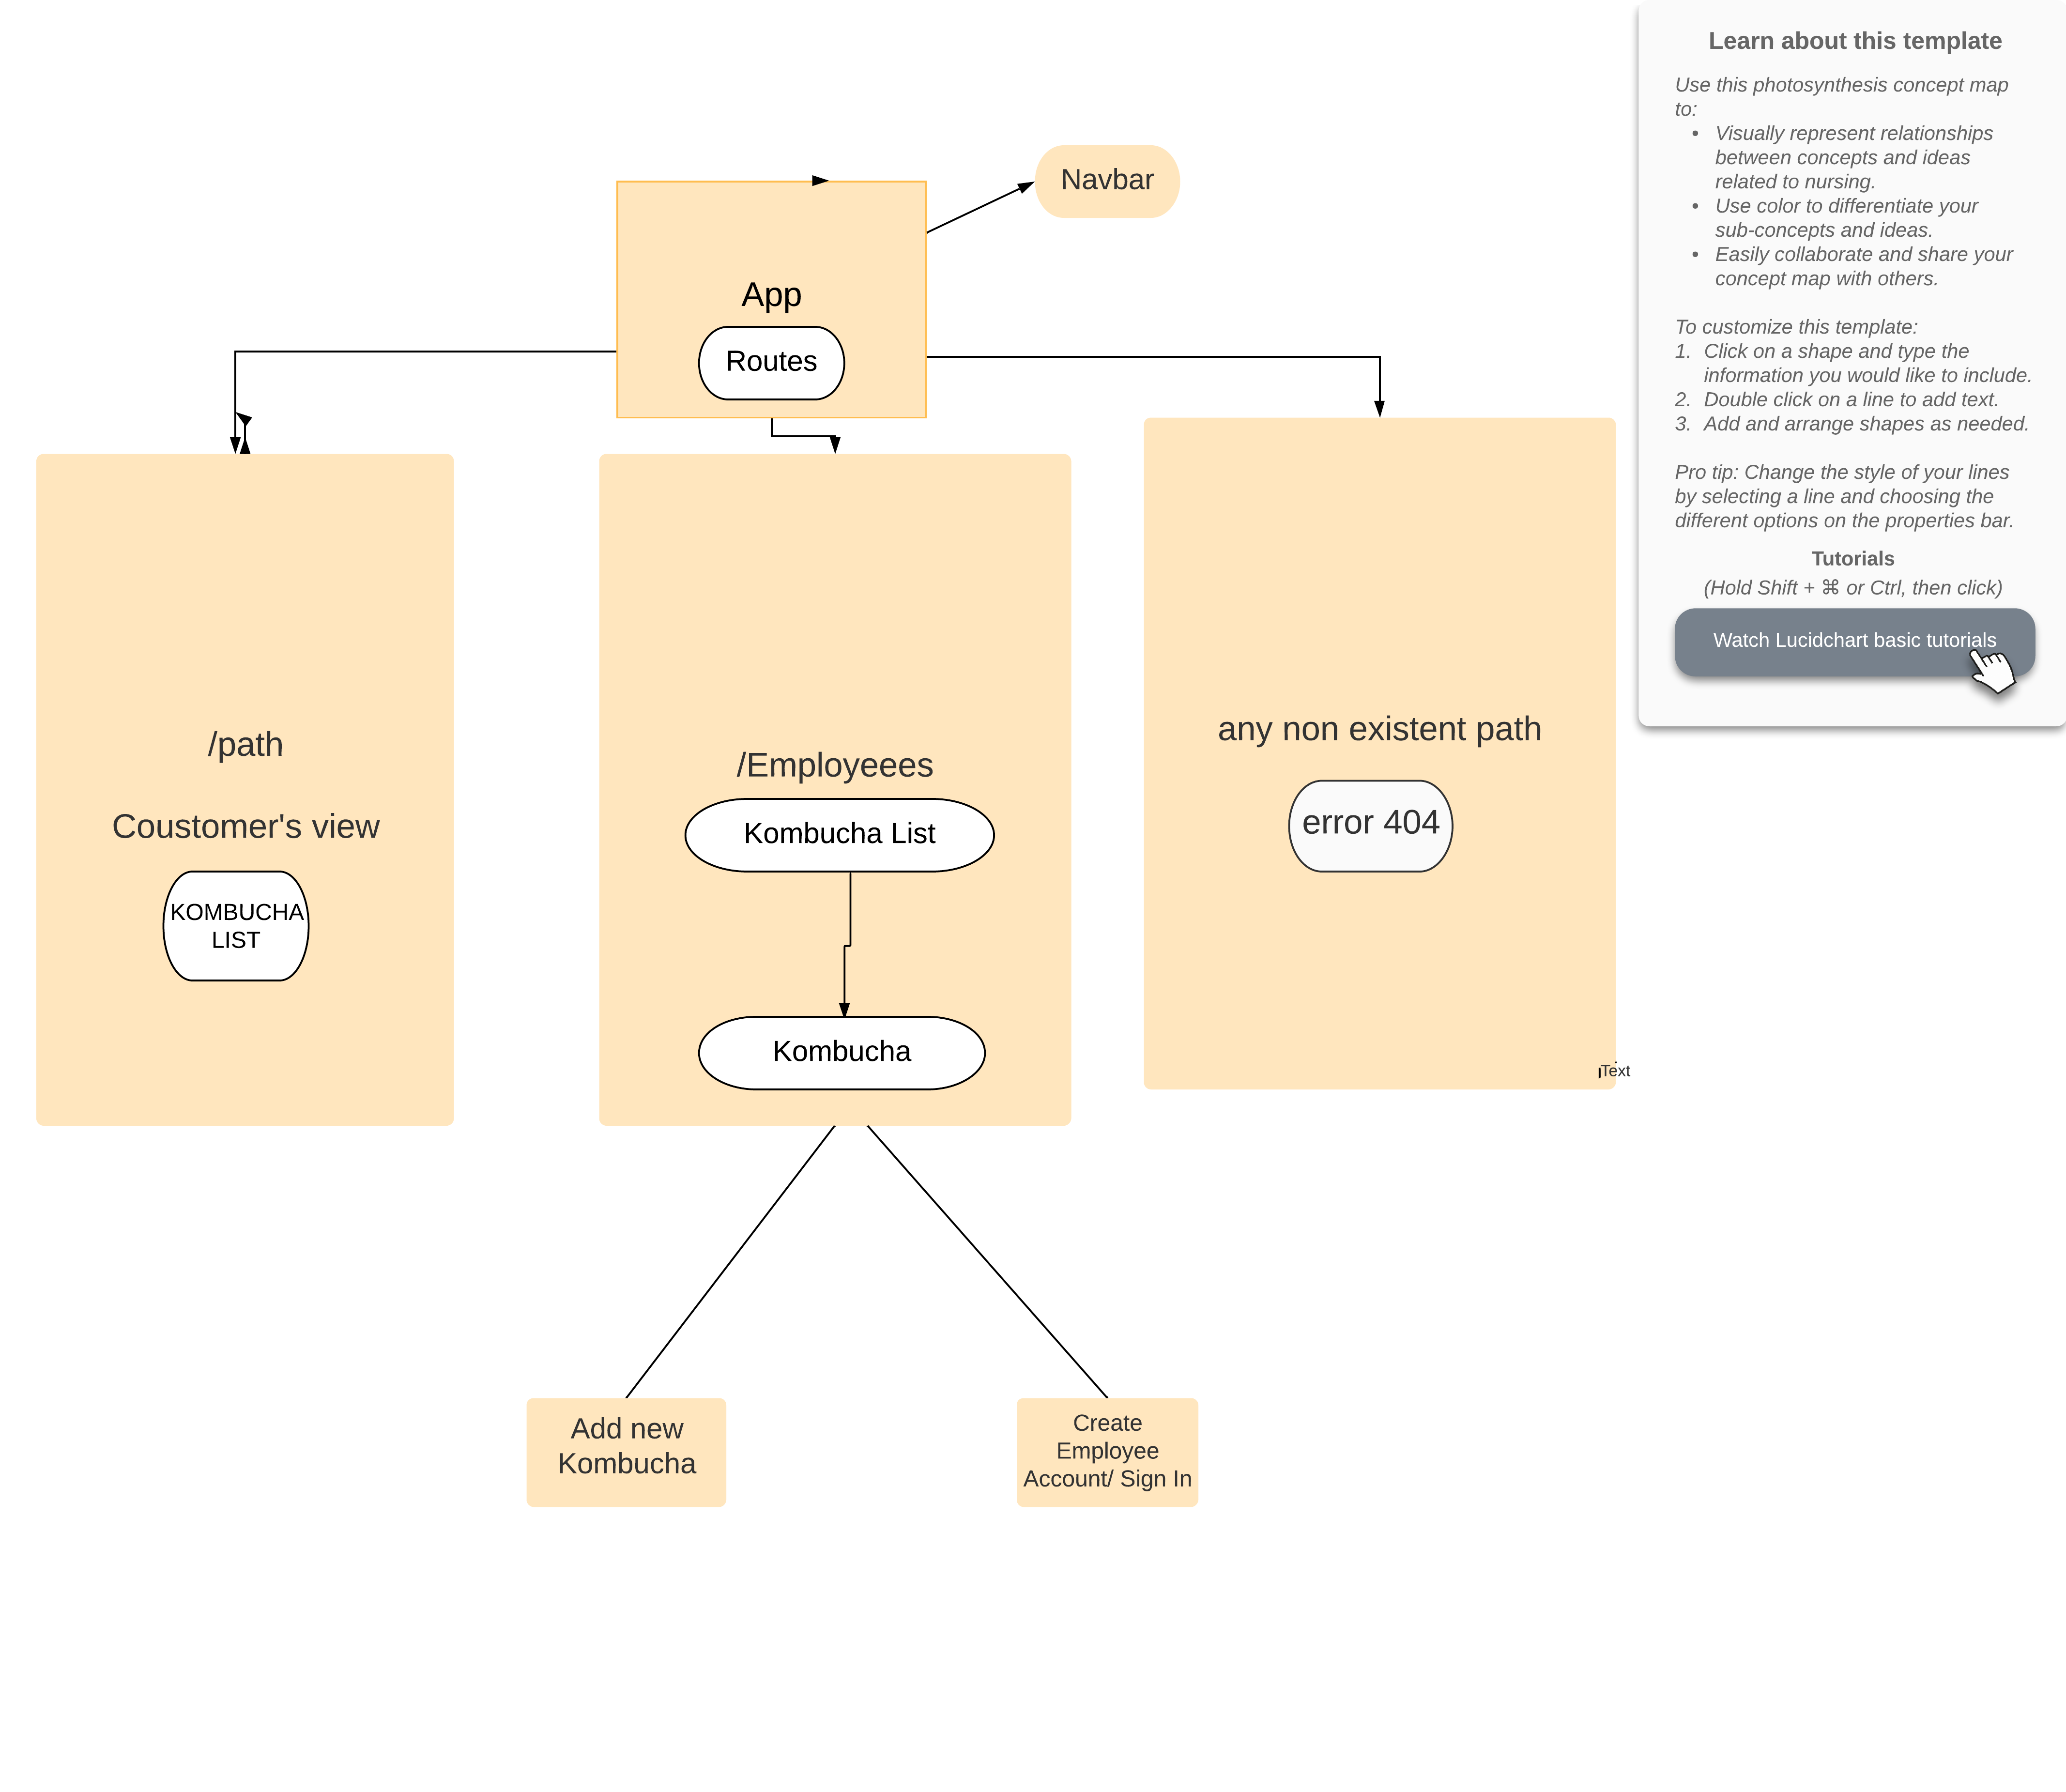 Learn about this template
Use this photosynthesis concept map
to:
• Visually represent relationships
between concepts and ideas
related to nursing.
• Use color to differentiate your
sub-concepts and ideas.
• Easily collaborate and share your
concept map with others.
To customize this template:
1. Click on a shape and type the
information you would like to include.
2. Double click on a line to add text.
3. Add and arrange shapes as needed.
Pro tip: Change the style of your lines
by selecting a line and choosing the
different options on the properties bar.
Tutorials
(Hold Shift + ⌘ or Ctrl, then click)
Watch Lucidchart basic tutorials
Navbar
App
Routes
/path
Coustomer's view
KOMBUCHA
LIST
/Employeees
Kombucha List
Kombucha
any non existent path
error 404
Text
Add new
Kombucha
Create
Employee
Account/ Sign In